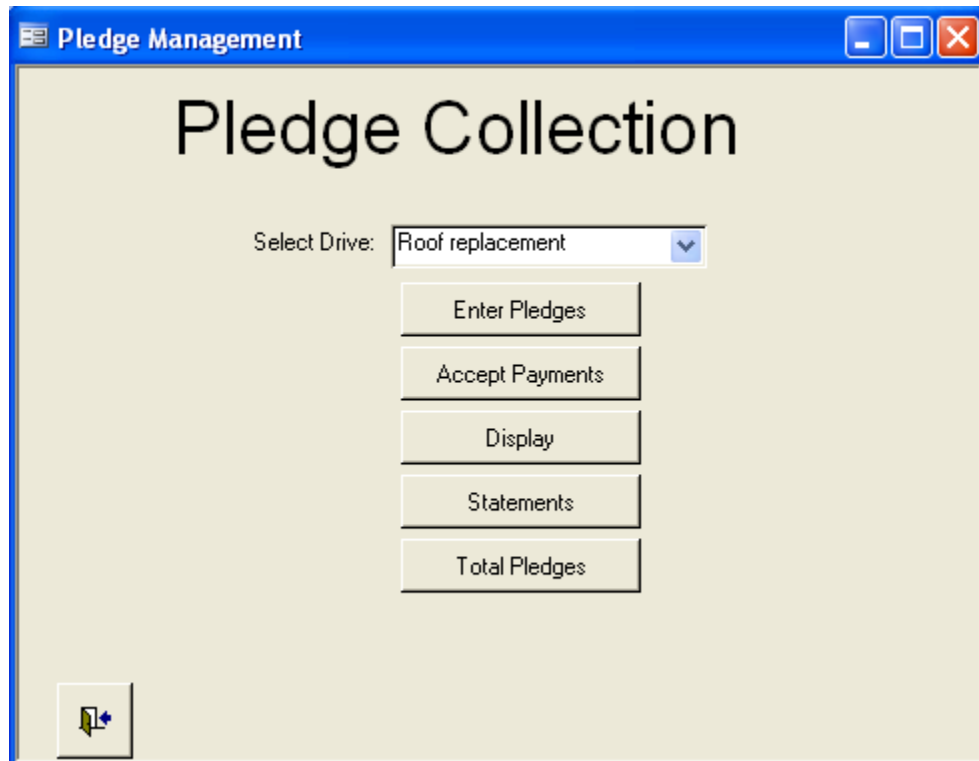 Pledge Management
Pledge Collection
Select Drive: Roof replacement
Enter Pledges
Accept Payments
Display
Statements
Total Pledges